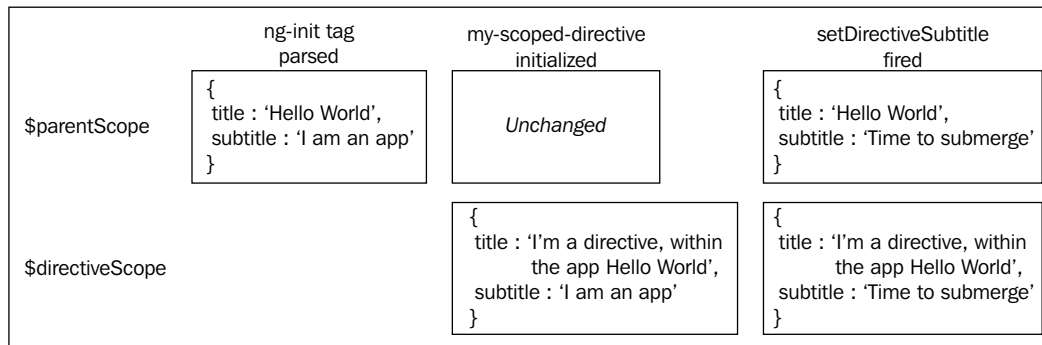 ng-init tag
parsed
my-scoped-directive
initialized
setDirectiveSubtitle
fired
$parentScope
{
title : ‘Hello World’,
subtitle : ‘I am an app’
}
Unchanged
{
title : ‘Hello World’,
subtitle : ‘Time to submerge’
}
$directiveScope
{
title : ‘I’m a directive, within
the app Hello World’,
subtitle : ‘I am an app’
}
{
title : ‘I’m a directive, within
the app Hello World’,
subtitle : ‘Time to submerge’
}